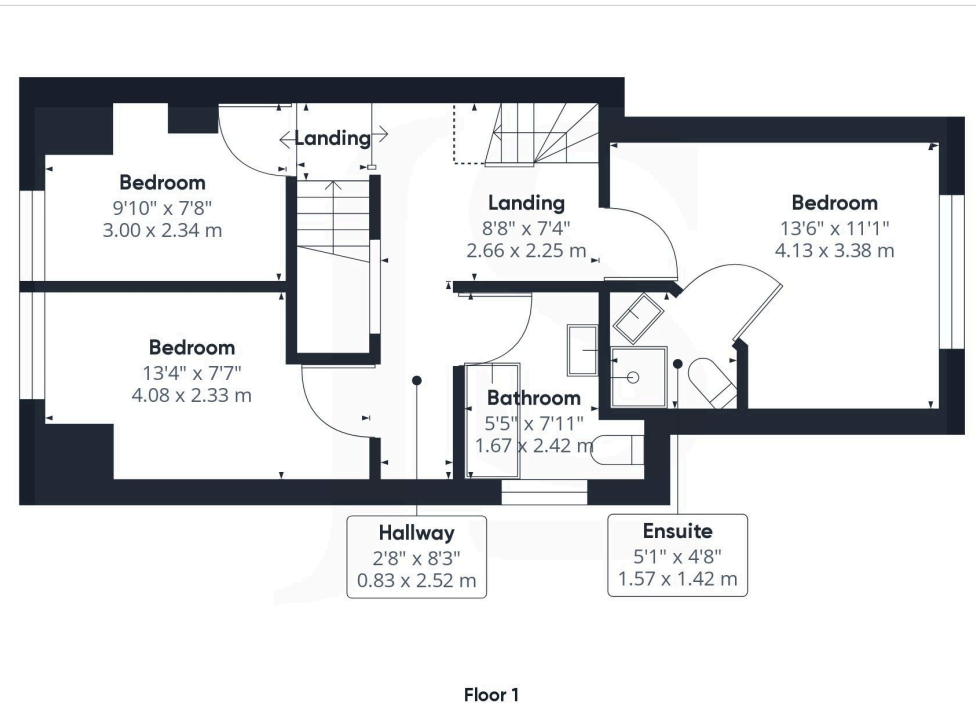 Landing
Bedroom
9'10" x 7'8"
3.00 x 2.34 m
Landing
8'8" x 7'4"
2.66 x 2.25 m
Bedroom
13'6" x 11'1"
4.13 x 3.38 m
Bedroom
13'4" x 7'7"
4.08 x 2.33 m
Bathroom
5'5" x 7'11"
1.67 x 2.42 m
Hallway
2'8" x 8'3"
0.83 x 2.52 m
Ensuite
5'1" x 4'8"
1.57 x 1.42 m
Floor 1